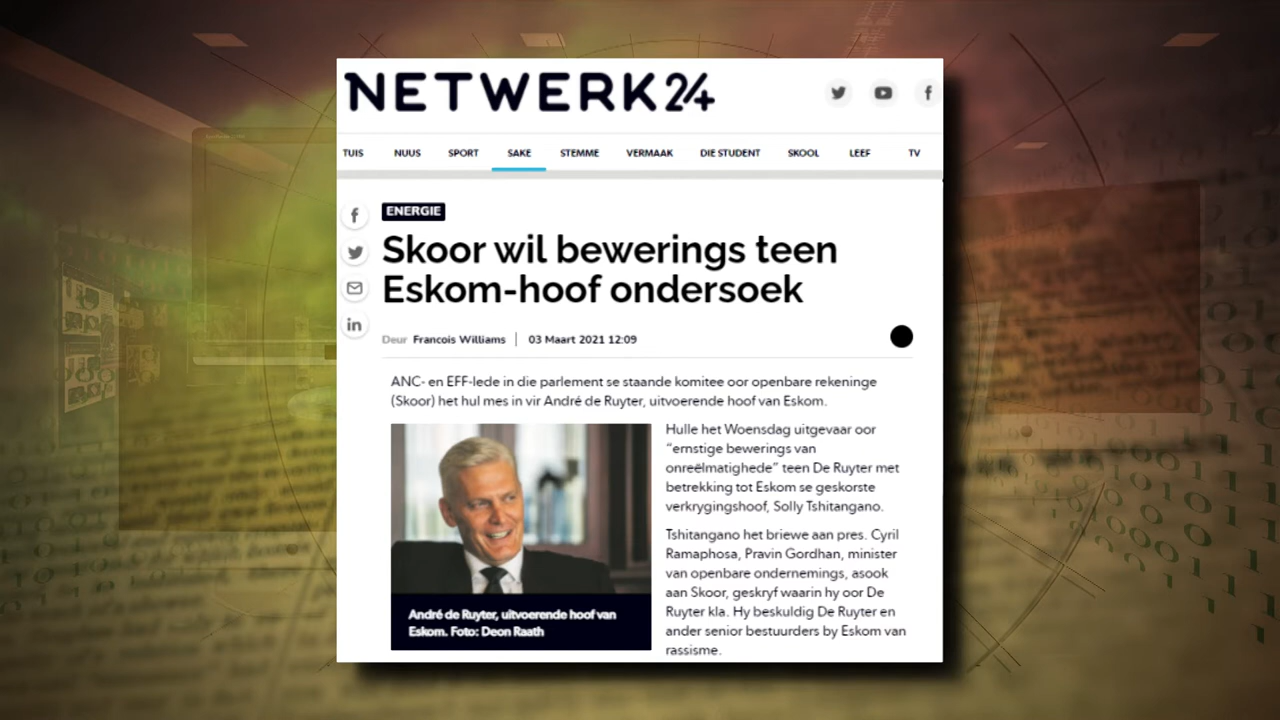 NETWERK24
TUIS NUUS SPORT SAKE STEMME VERMAAK DIE STUDENT SKOOL LEEF TV
ENERGIE
Skoor wil bewerings teen
Eskom-hoof ondersoek
Deur Francois Williams | 03 Maart 2021 12:09
ANC- en EFF-lede in die parlement se staande komitee oor openbare rekeninge
(Skoor) het hul mes in vir André de Ruyter, uitvoerende hoof van Eskom.
André de Ruyter, uitvoerende hoof van
Eskom. Foto: Deon Raath
Hulle het Woensdag uitgevaar oor
“ernstige bewerings van
onreëlmatighede” teen De Ruyter met
betrekking tot Eskom se geskorste
verkrygingshoof, Solly Tshitangano.
Tshitangano het briewe aan pres. Cyril
Ramaphosa, Pravin Gordhan, minister
van openbare ondernemings, asook
aan Skoor, geskryf waarin hy oor De
Ruyter kla. Hy beskuldig De Ruyter en
ander senior bestuurders by Eskom van
rassisme.